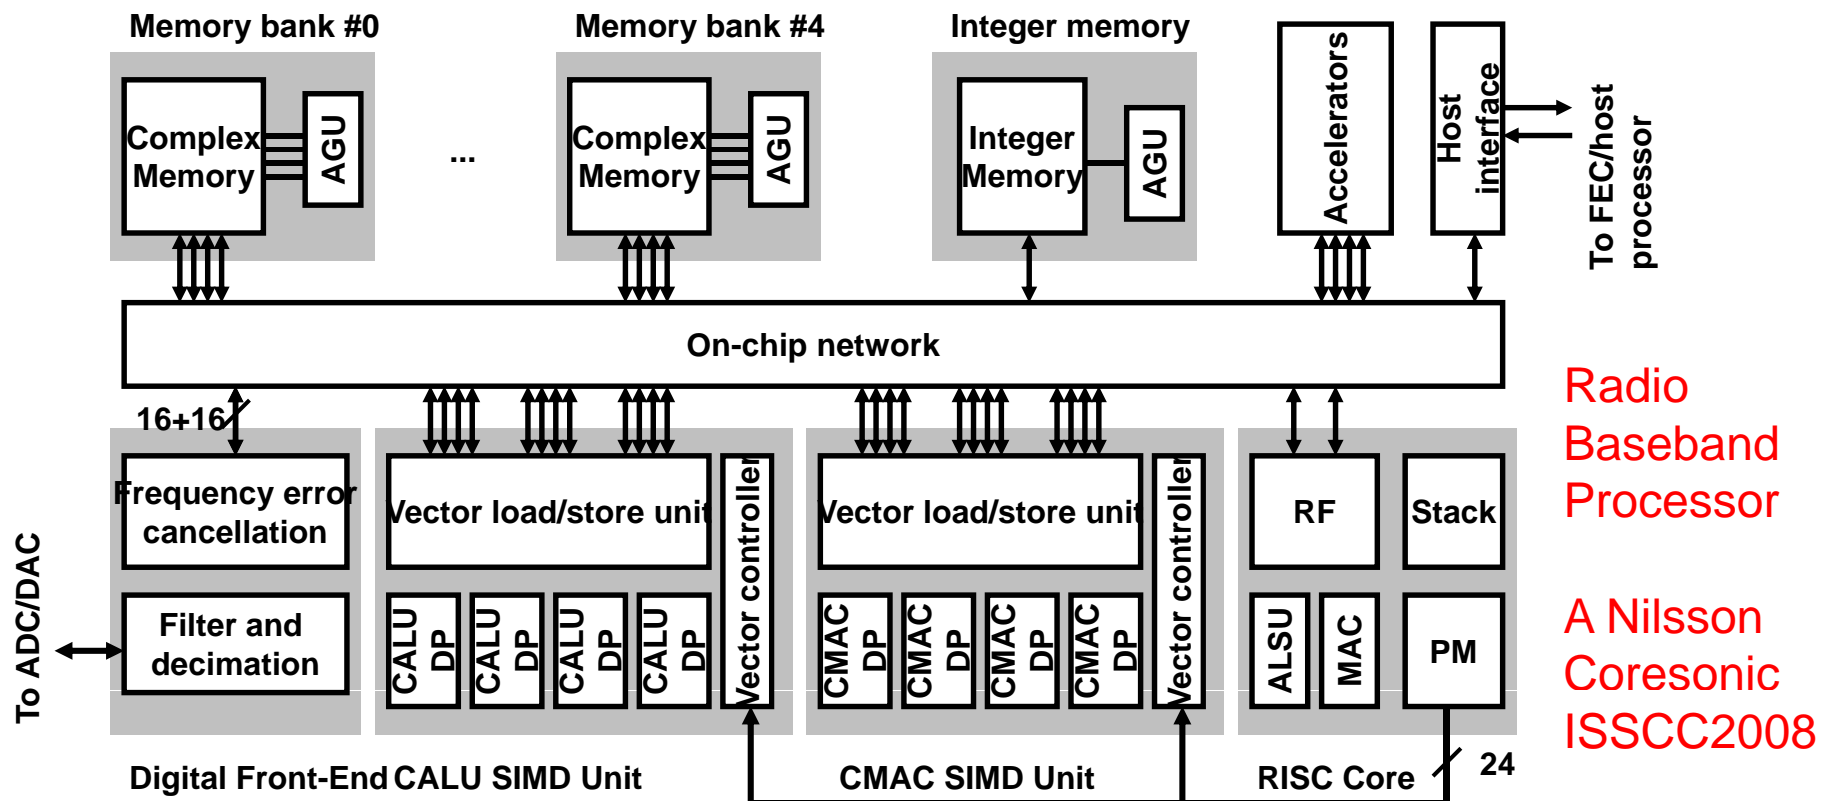 Memory bank #0
Memory bank #4
Integer memory
Complex
Memory
AGU
...
Complex
Memory
AGU
Integer
Memory
AGU
Accelerators
Host
interface
To FEC/host
processor
On-chip network
16+16
Frequency error
cancellation
Filter and
decimation
To ADC/DAC
Vector load/store unit
CALU
DP
CALU
DP
CALU
DP
CALU
DP
Vector controller
Vector load/store unit
CMAC
DP
CMAC
DP
CMAC
DP
CMAC
DP
Vector controller
RF
Stack
ALSU
MAC
PM
24
Digital Front-End
CALU SIMD Unit
CMAC SIMD Unit
RISC Core
Radio
Baseband
Processor
A Nilsson
Coresonic
ISSCC2008